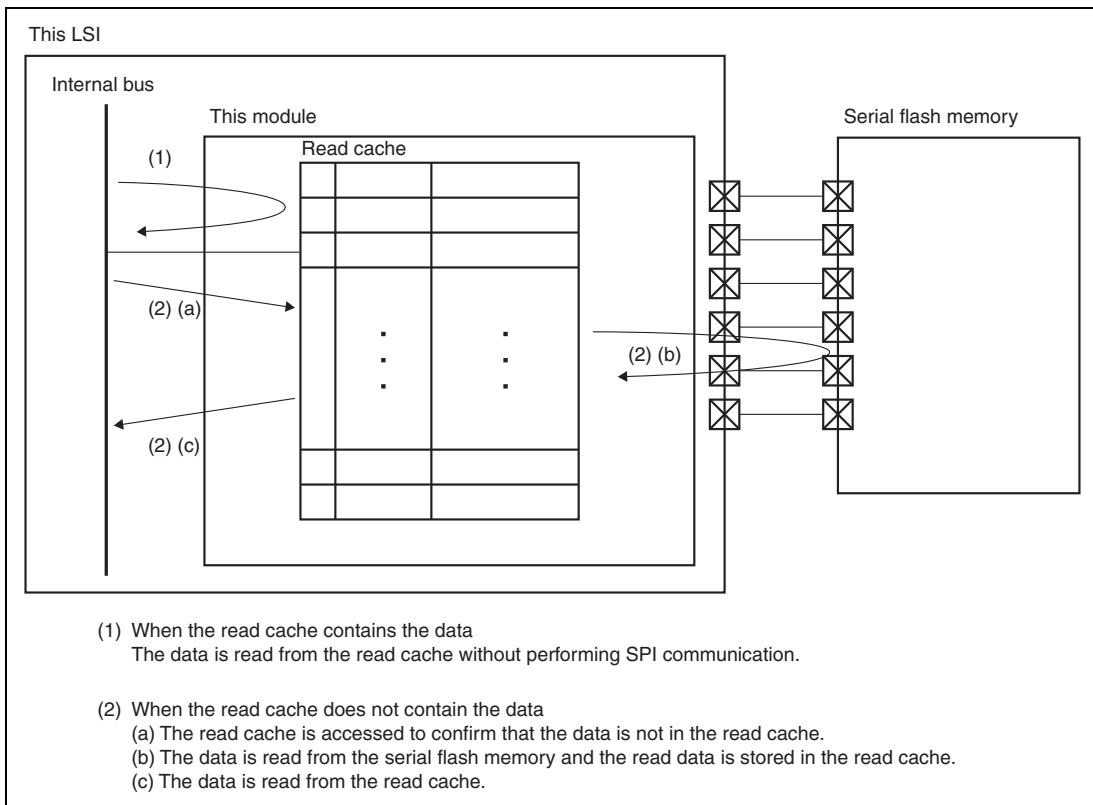 This LSI
Internal bus
This module
Serial flash memory
Read cache
(1)
(2) (a)
(2) (b)
(2) (c)
(1) When the read cache contains the data
The data is read from the read cache without performing SPI communication.
(2) When the read cache does not contain the data
(a) The read cache is accessed to confirm that the data is not in the read cache.
(b) The data is read from the serial flash memory and the read data is stored in the read cache.
(c) The data is read from the read cache.